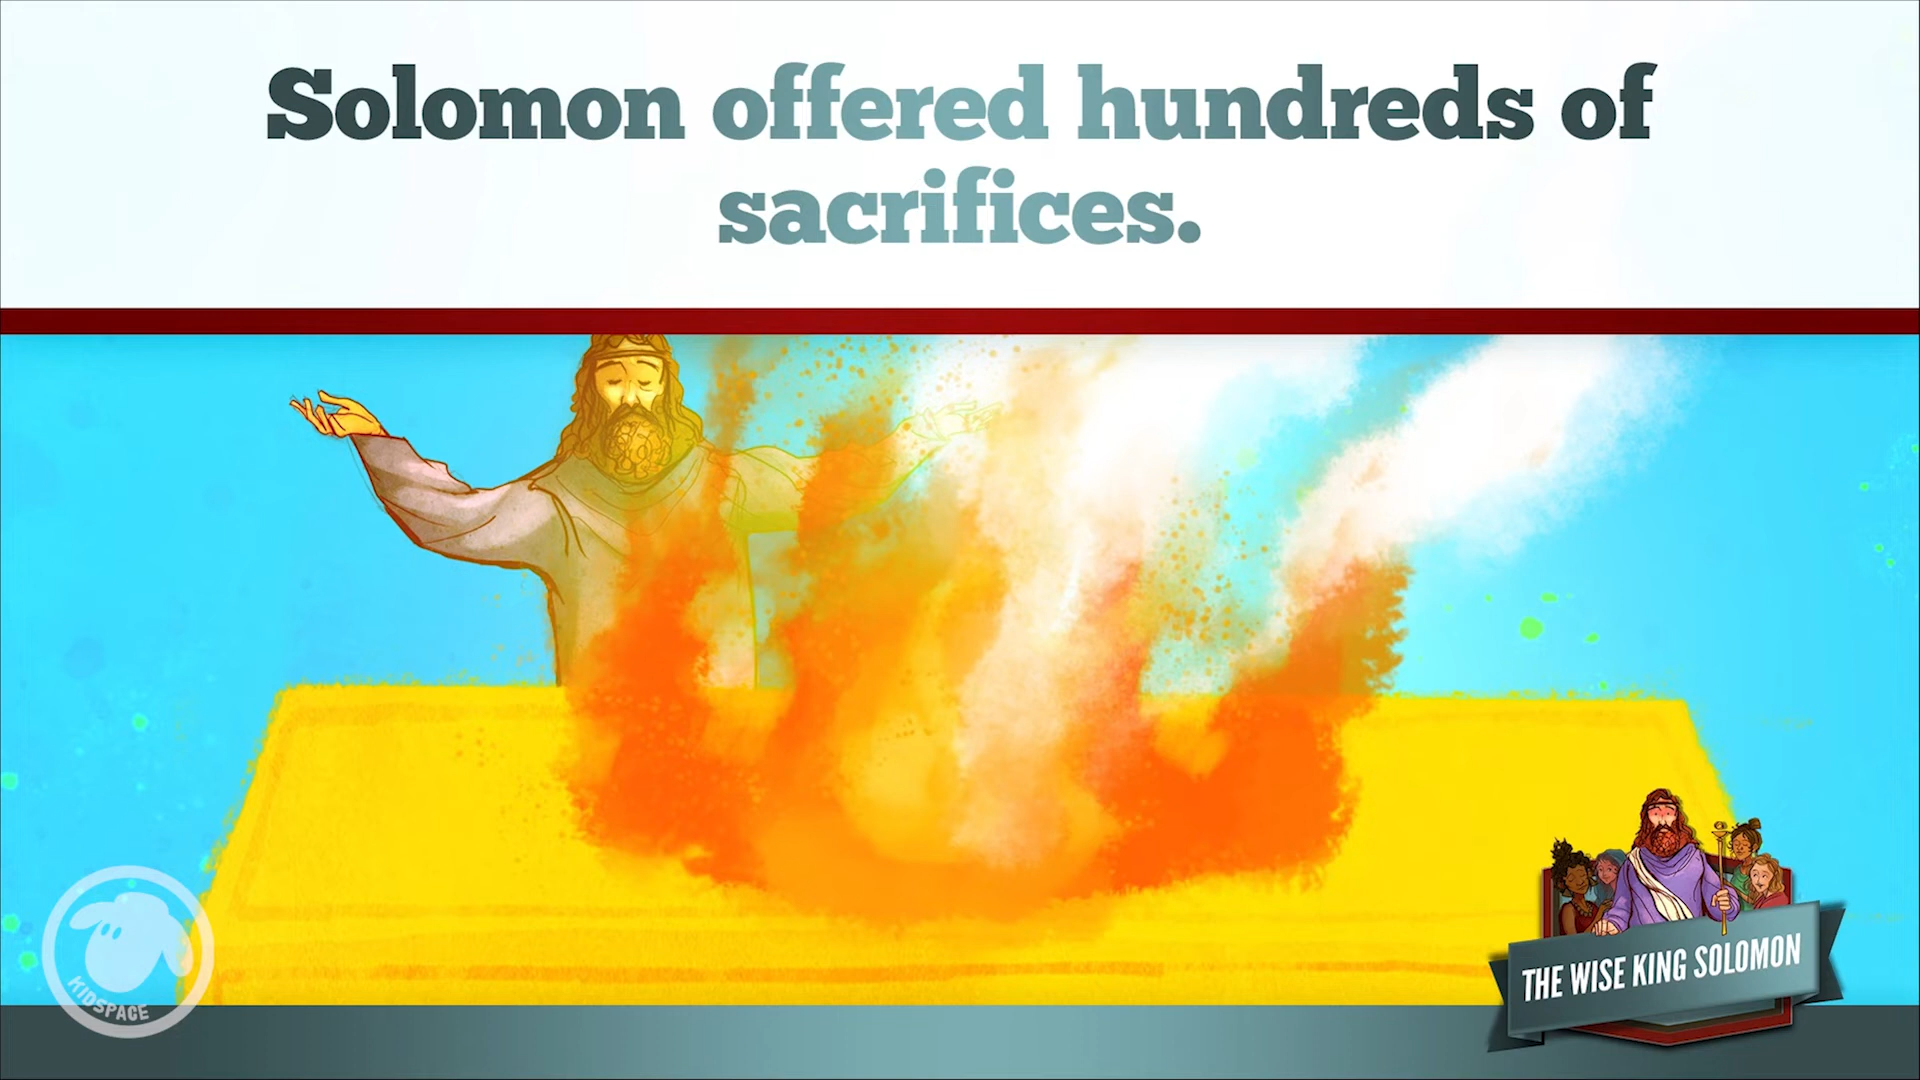 Solomon offered hundreds of
sacrifices.
KIDSPACE
THE WISE KING SOLOMON